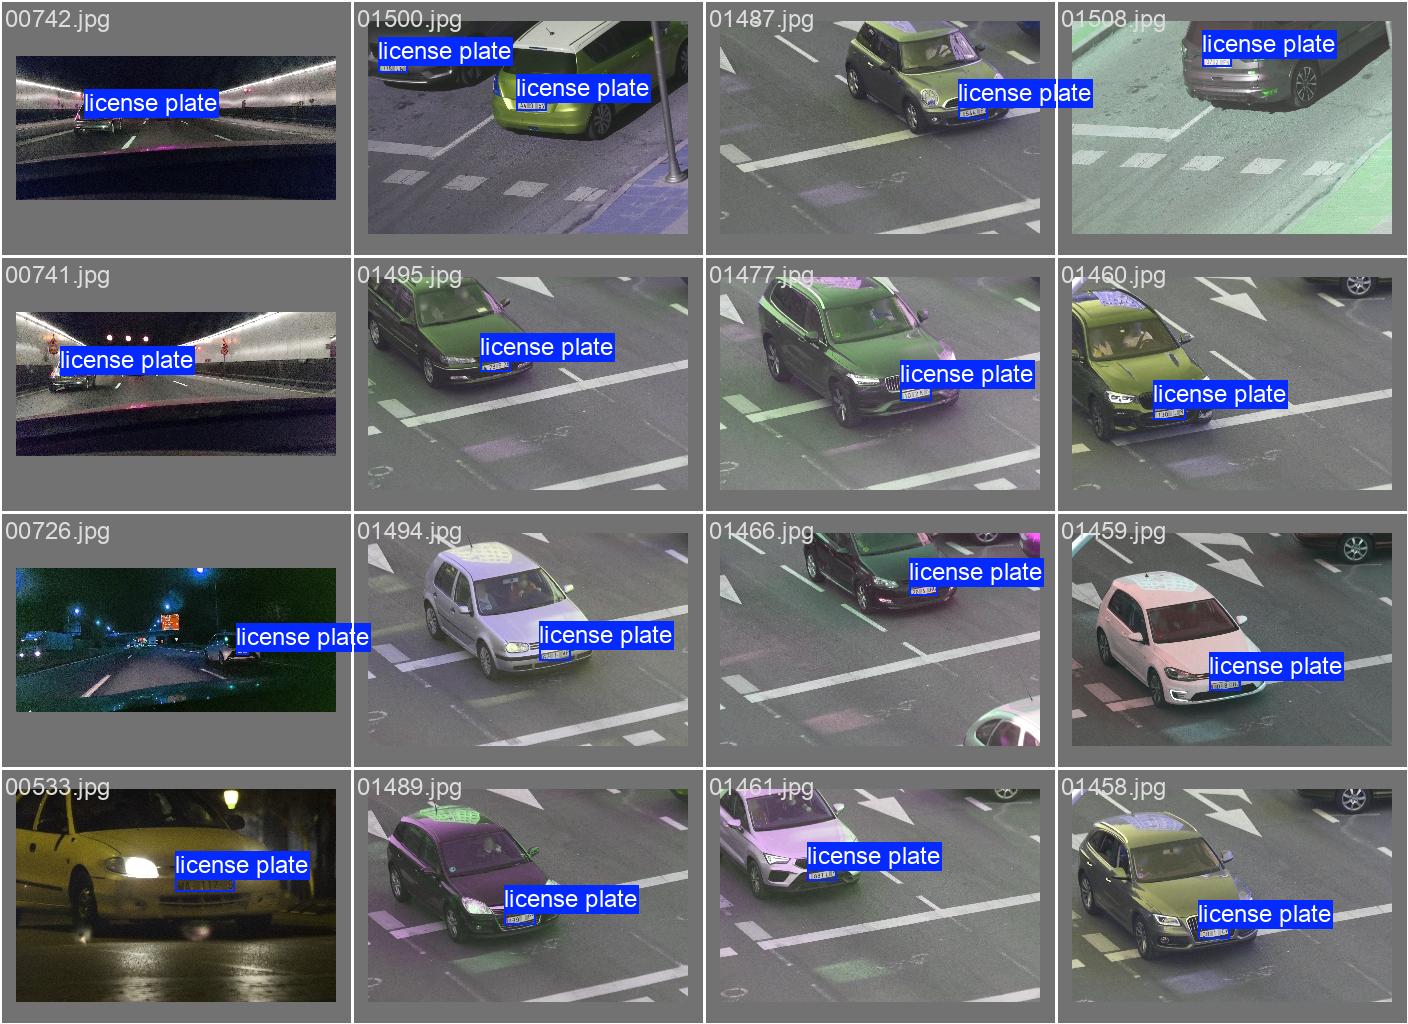 00742.jpg
license plate
01500.jpg
license plate
license plate
01487.jpg
license plate
01508.jpg
license plate
00741.jpg
license plate
01495.jpg
license plate
01477.jpg
license plate
01460.jpg
license plate
00726.jpg
license plate
01494.jpg
license plate
01466.jpg
license plate
01459.jpg
license plate
00533.jpg
license plate
01489.jpg
license plate
01461.jpg
license plate
01458.jpg
license plate